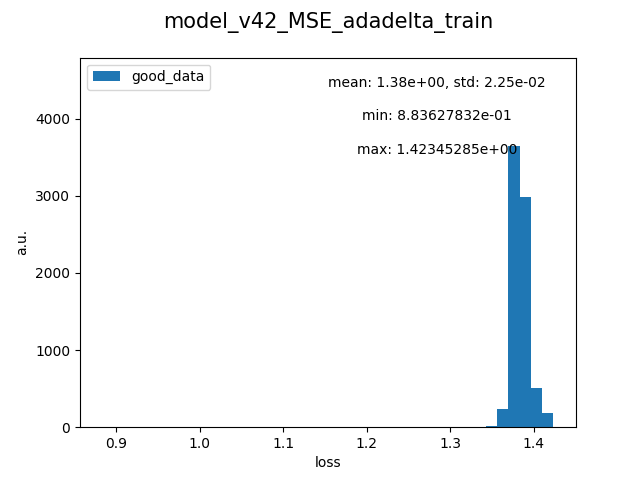 model_v42_MSE_adadelta_train
good_data
mean: 1.38e+00, std: 2.25e-02
min: 8.83627832e-01
max: 1.42345285e+00
a.u.
4000
3000
2000
1000
0
0.9 1.0 1.1 1.2 1.3 1.4
loss